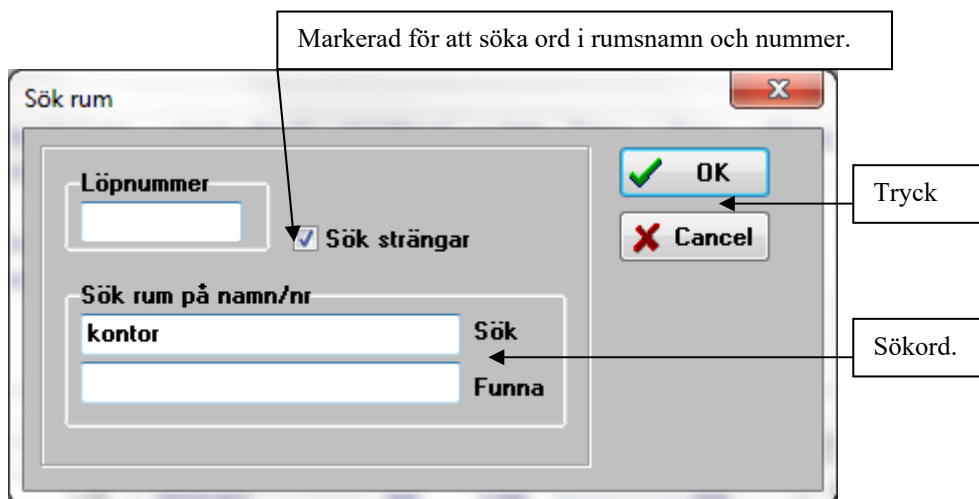 Markerad för att söka ord i rumsnamn och nummer.
Sök rum
Löpnummer
Sök strängar
OK
Cancel
Tryck
Sök rum på namn/nr
kontor
Sök
Funna
Sökord.